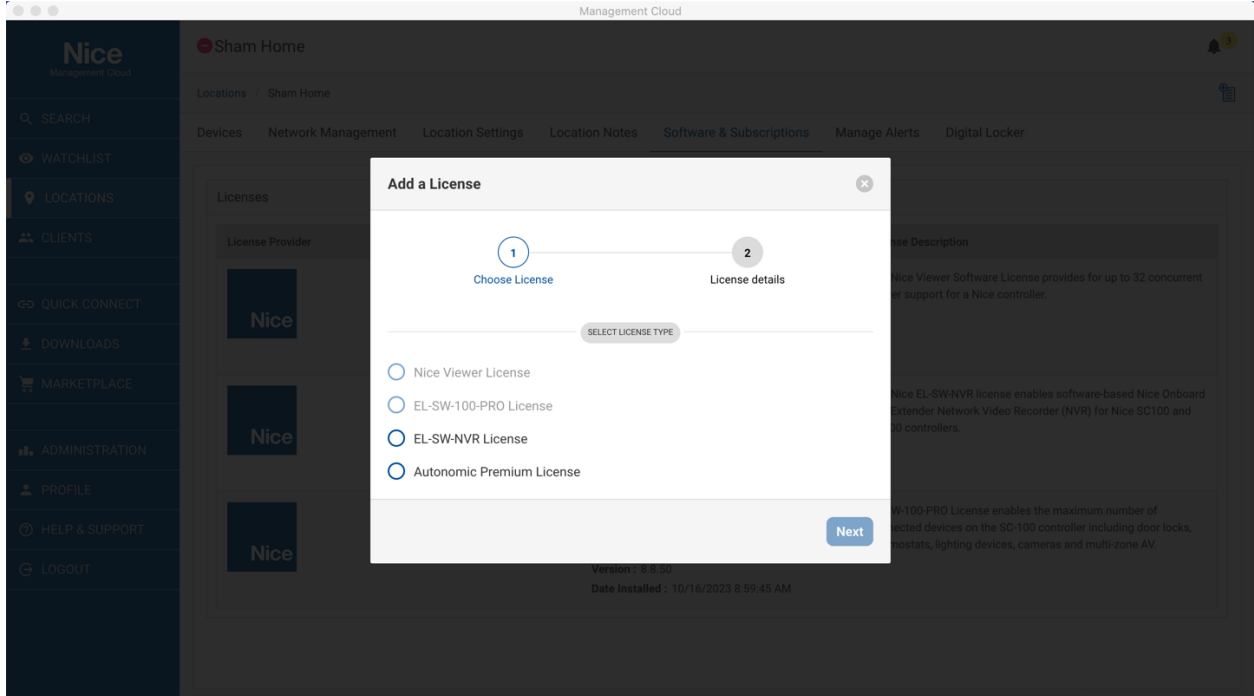 Management Cloud
Nice
Management Cloud
SEARCH
WATCHLIST
LOCATIONS
CLIENTS
QUICK CONNECT
DOWNLOADS
MARKETPLACE
ADMINISTRATION
PROFILE
HELP & SUPPORT
LOGOUT
Sham Home
3
Locations / Sham Home
Devices Network Management Location Settings Location Notes Software & Subscriptions Manage Alerts Digital Locker
Licenses
License Provider
nse Description
Nice
Nice Viewer Software License provides for up to 32 concurrent
er support for a Nice controller.
Nice
Nice EL-SW-NVR license enables software-based Nice Onboard
Extender Network Video Recorder (NVR) for Nice SC100 and
00 controllers.
Nice
W-100-PRO License enables the maximum number of
ected devices on the SC-100 controller including door locks,
mostats, lighting devices, cameras and multi-zone AV.
Version : 8.8.50
Date Installed : 10/16/2023 8:59:45 AM
Add a License
1
Choose License
2
License details
SELECT LICENSE TYPE
Nice Viewer License
EL-SW-100-PRO License
EL-SW-NVR License
Autonomic Premium License
Next